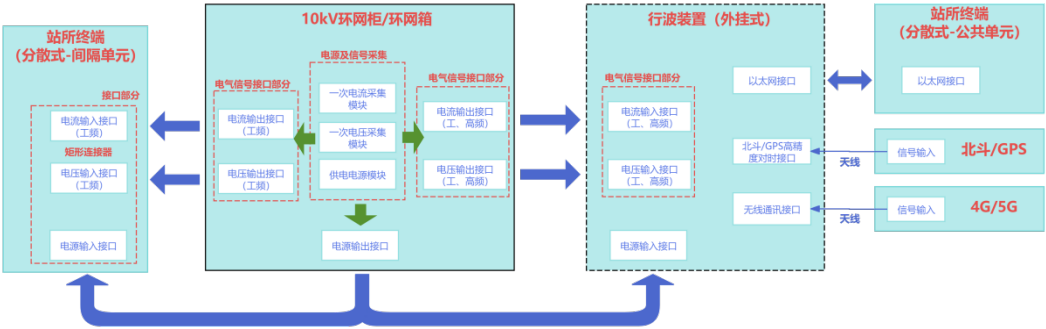 站所终端
（分散式-间隔单元）
接口部分
电流输入接口
（工频）
矩形连接器
电压输入接口
（工频）
电源输入接口
10kV环网柜/环网箱
电源及信号采集
电气信号接口部分
电流输出接口
（工频）
电压输出接口
（工频）
一次电流采集
模块
一次电压采集
模块
供电电源模块
电气信号接口部分
电流输出接口
（工、高频）
电压输出接口
（工、高频）
电源输出接口
行波装置（外挂式）
电气信号接口部分
电流输入接口
（工、高频）
电压输入接口
（工、高频）
电源输入接口
以太网接口
北斗/GPS高精
度对时接口
无线通讯接口
天线
天线
站所终端
（分散式-公共单元）
以太网接口
信号输入
北斗/GPS
信号输入
4G/5G